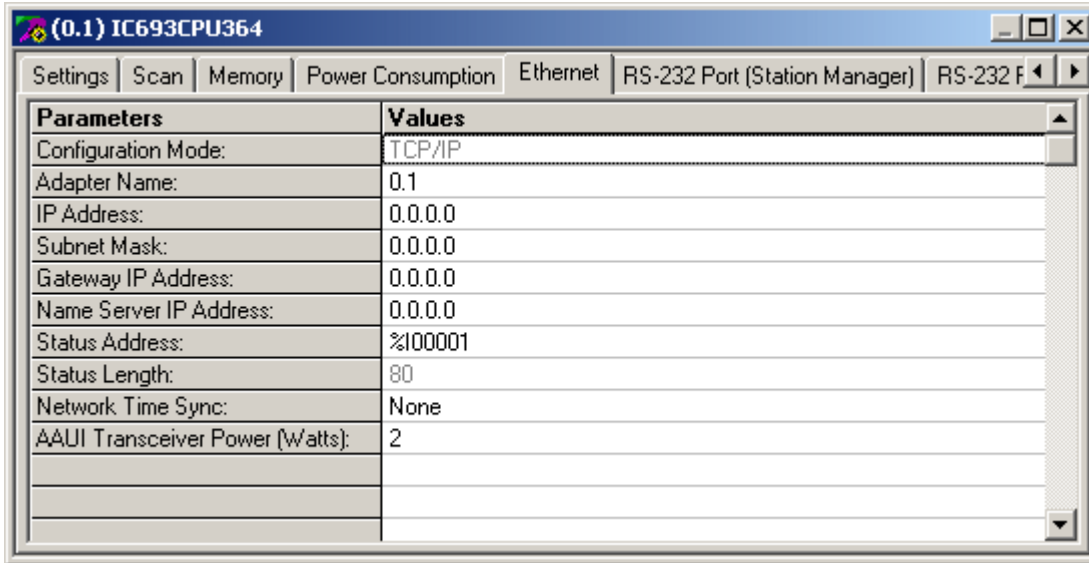 (0.1) IC693CPU364
Settings Scan Memory Power Consumption Ethernet RS-232 Port (Station Manager) RS-232
Parameters Values
Configuration Mode: TCP/IP
Adapter Name: 0.1
IP Address: 0.0.0.0
Subnet Mask: 0.0.0.0
Gateway IP Address: 0.0.0.0
Name Server IP Address: 0.0.0.0
Status Address: %I00001
Status Length: 80
Network Time Sync: None
AAUI Transceiver Power (Watts): 2